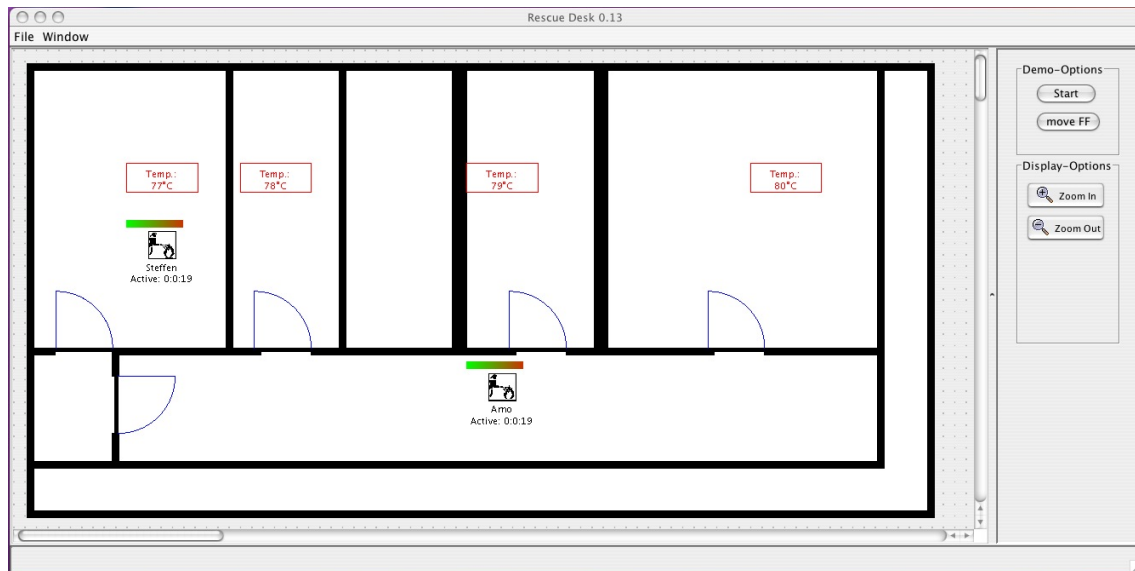 Rescue Desk 0.13
File Window
Demo-Options
Start
move FF
Display-Options
Zoom In
Zoom Out
Temp.:
77°C
Temp.:
78°C
Temp.:
79°C
Temp.:
80°C
Steffen
Active: 0:0:19
Arno
Active: 0:0:19